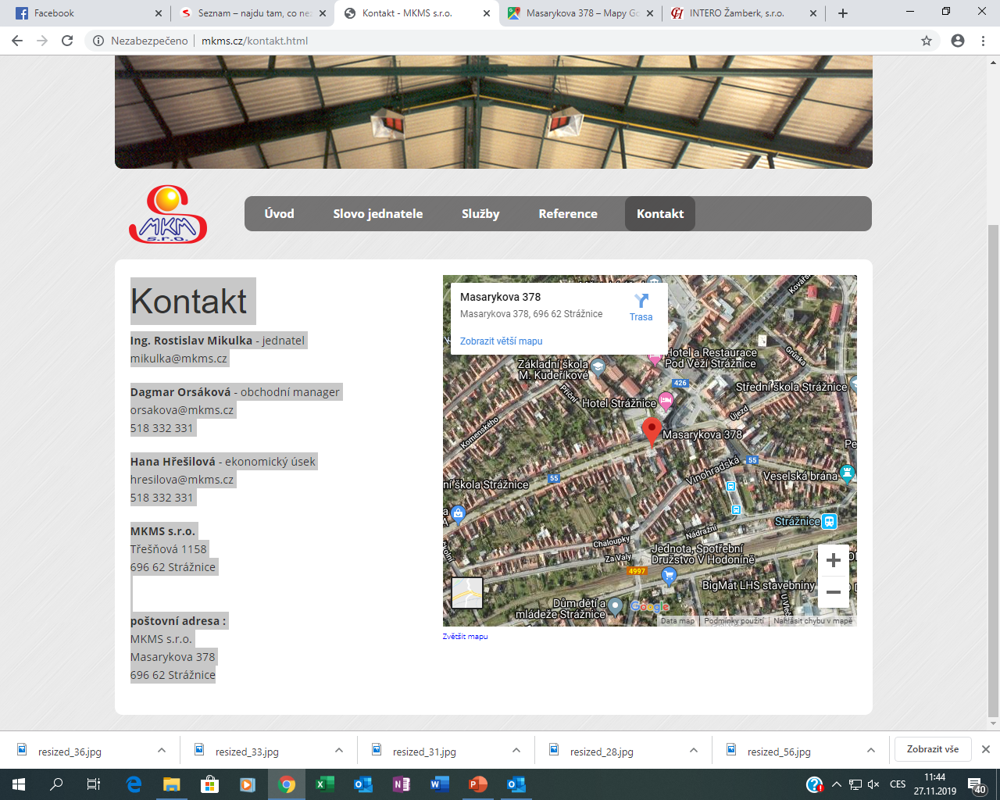 Facebook
Seznam – najdu tam, co nez
Kontakt - MKMS s.r.o.
Masarykova 378 – Mapy Go
INTERO Žamberk, s.r.o.
Nezabezpečeno | mkms.cz/kontakt.html
MKM
s.r.o.
Úvod
Slovo jednatele
Služby
Reference
Kontakt
Kontakt
Ing. Rostislav Mikulka - jednatel
mikulka@mkms.cz
Dagmar Orsáková - obchodní manager
orsakova@mkms.cz
518 332 331
Hana Hřešilová - ekonomický úsek
hresilova@mkms.cz
518 332 331
MKMS s.r.o.
Třešňová 1158
696 62 Strážnice
poštovní adresa :
MKMS s.r.o.
Masarykova 378
696 62 Strážnice
Masarykova 378
Masarykova 378, 696 62 Strážnice
Trasa
Zobrazit větší mapu
Kovářská
Hotel a Restaurace
Pod Věží Strážnice
Gruska
Základní škola
M. Kudeříkové
426
Střední škola Strážnice
Příční
Hotel Strážnice
Újezd
Komenského
Masarykova 378
55
55
Vinohradská
Veselská brána
ní škola Strážnice
Strážnice
Nádražní
Chaloupky
Za Valy
Jednota, Spotřební
Družstvo V Hodoníně
4997
BigMat LHS stavebniny
Dům dětí a
mládeže Strážnice
Google
Data map
Podmínky použití
Nahlásit chybu v mapě
Zvětšit mapu
resized_36.jpg
resized_33.jpg
resized_31.jpg
resized_28.jpg
resized_56.jpg
Zobrazit vše
CES
11:44
27.11.2019
40